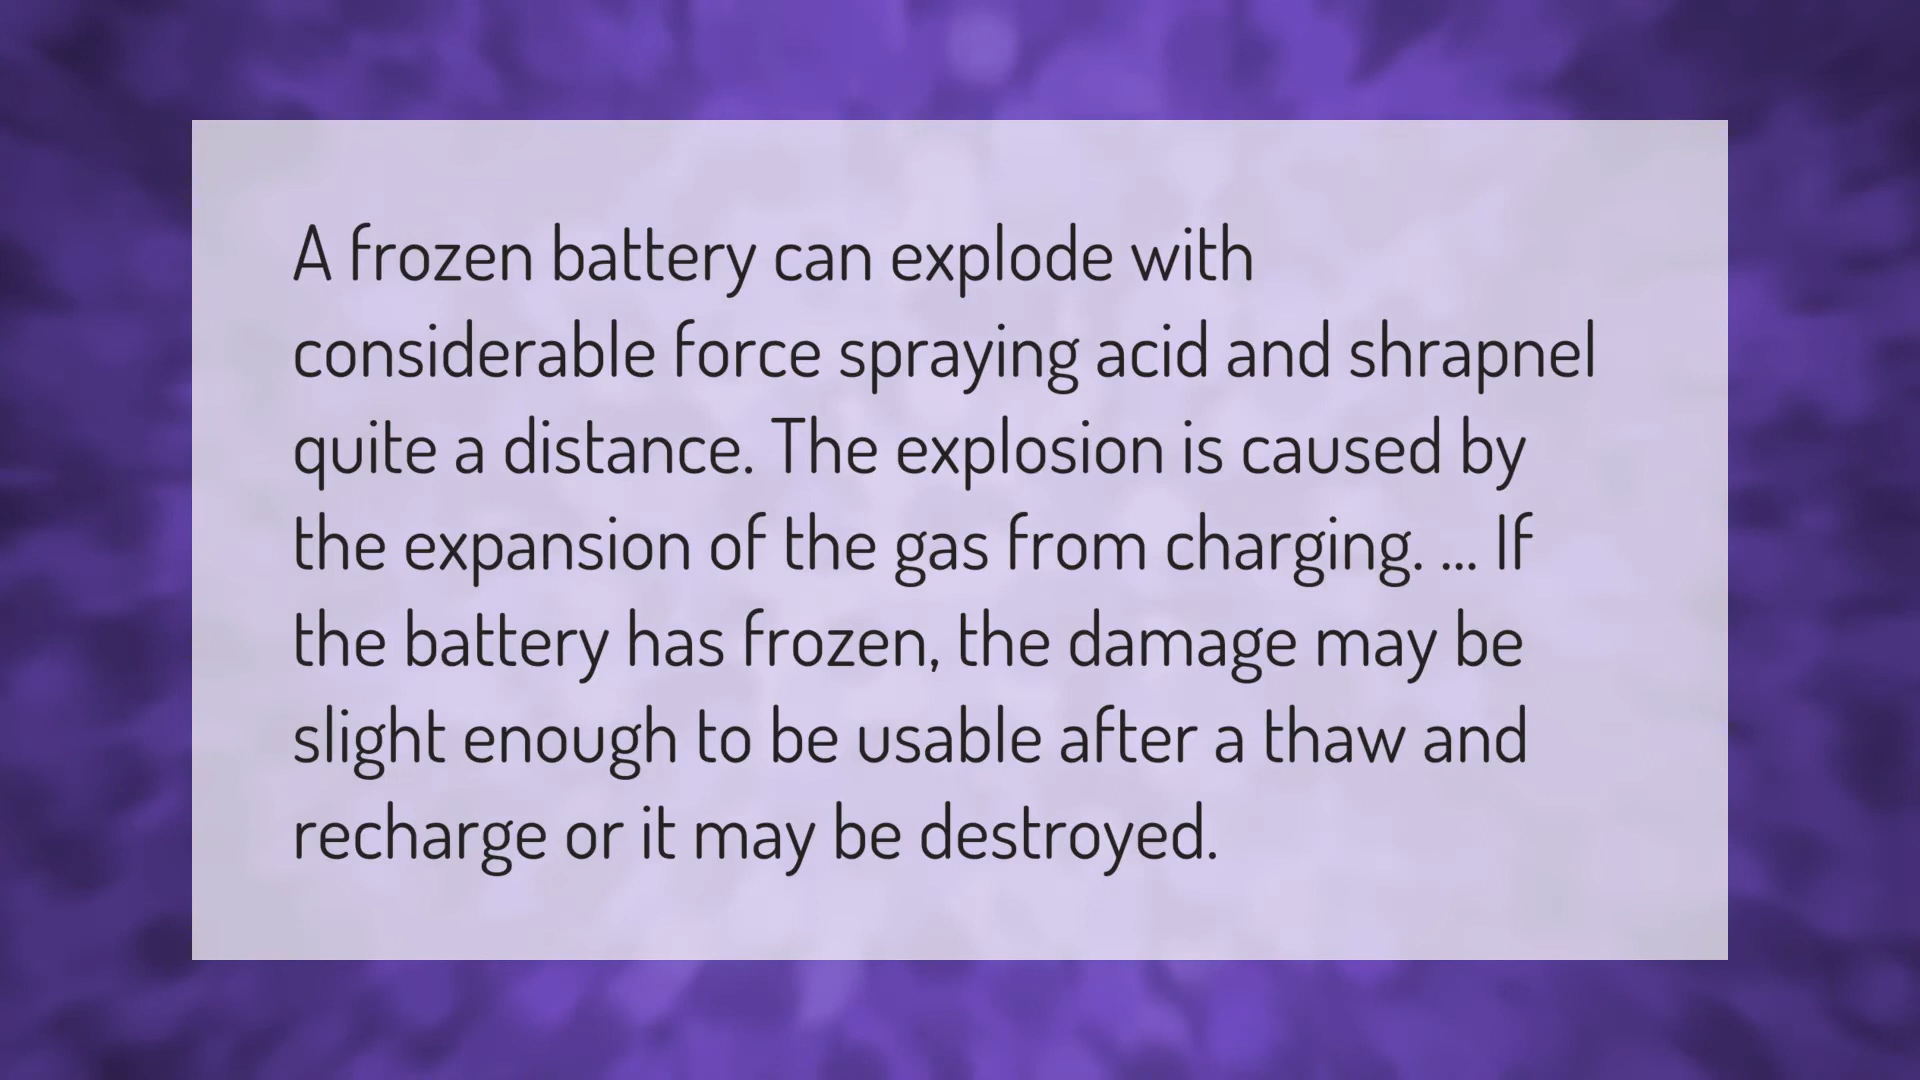 A frozen battery can explode with
considerable force spraying acid and shrapnel
quite a distance. The explosion is caused by
the expansion of the gas from charging. ... If
the battery has frozen, the damage may be
slight enough to be usable after a thaw and
recharge or it may be destroyed.